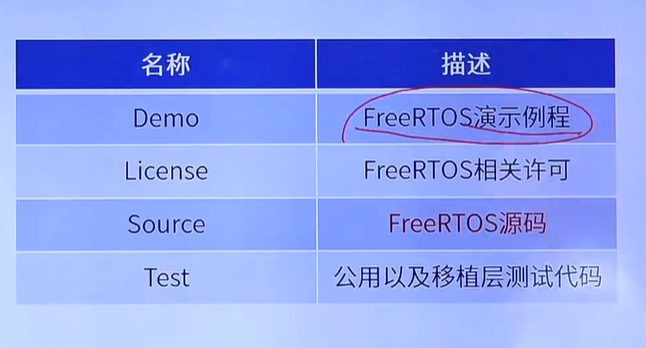 名称 描述
Demo FreeRTOS演示例程
License FreeRTOS相关许可
Source FreeRTOS源码
Test 公用以及移植层测试代码